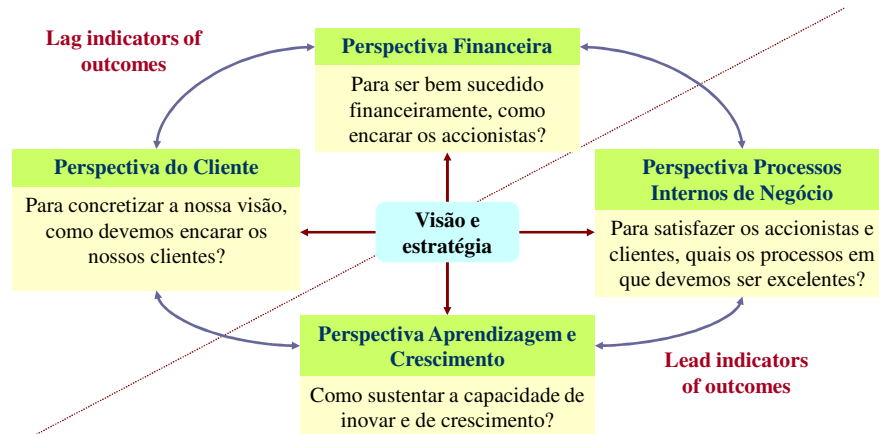 Lag indicators of
outcomes
Perspectiva Financeira
Para ser bem sucedido
financeiramente, como
encarar os accionistas?
Perspectiva do Cliente
Para concretizar a nossa visão,
como devemos encarar os
nossos clientes?
Visão e
estratégia
Perspectiva Processos
Internos de Negócio
Para satisfazer os accionistas e
clientes, quais os processos em
que devemos ser excelentes?
Perspectiva Aprendizagem e
Crescimento
Como sustentar a capacidade de
inovar e de crescimento?
Lead indicators
of outcomes